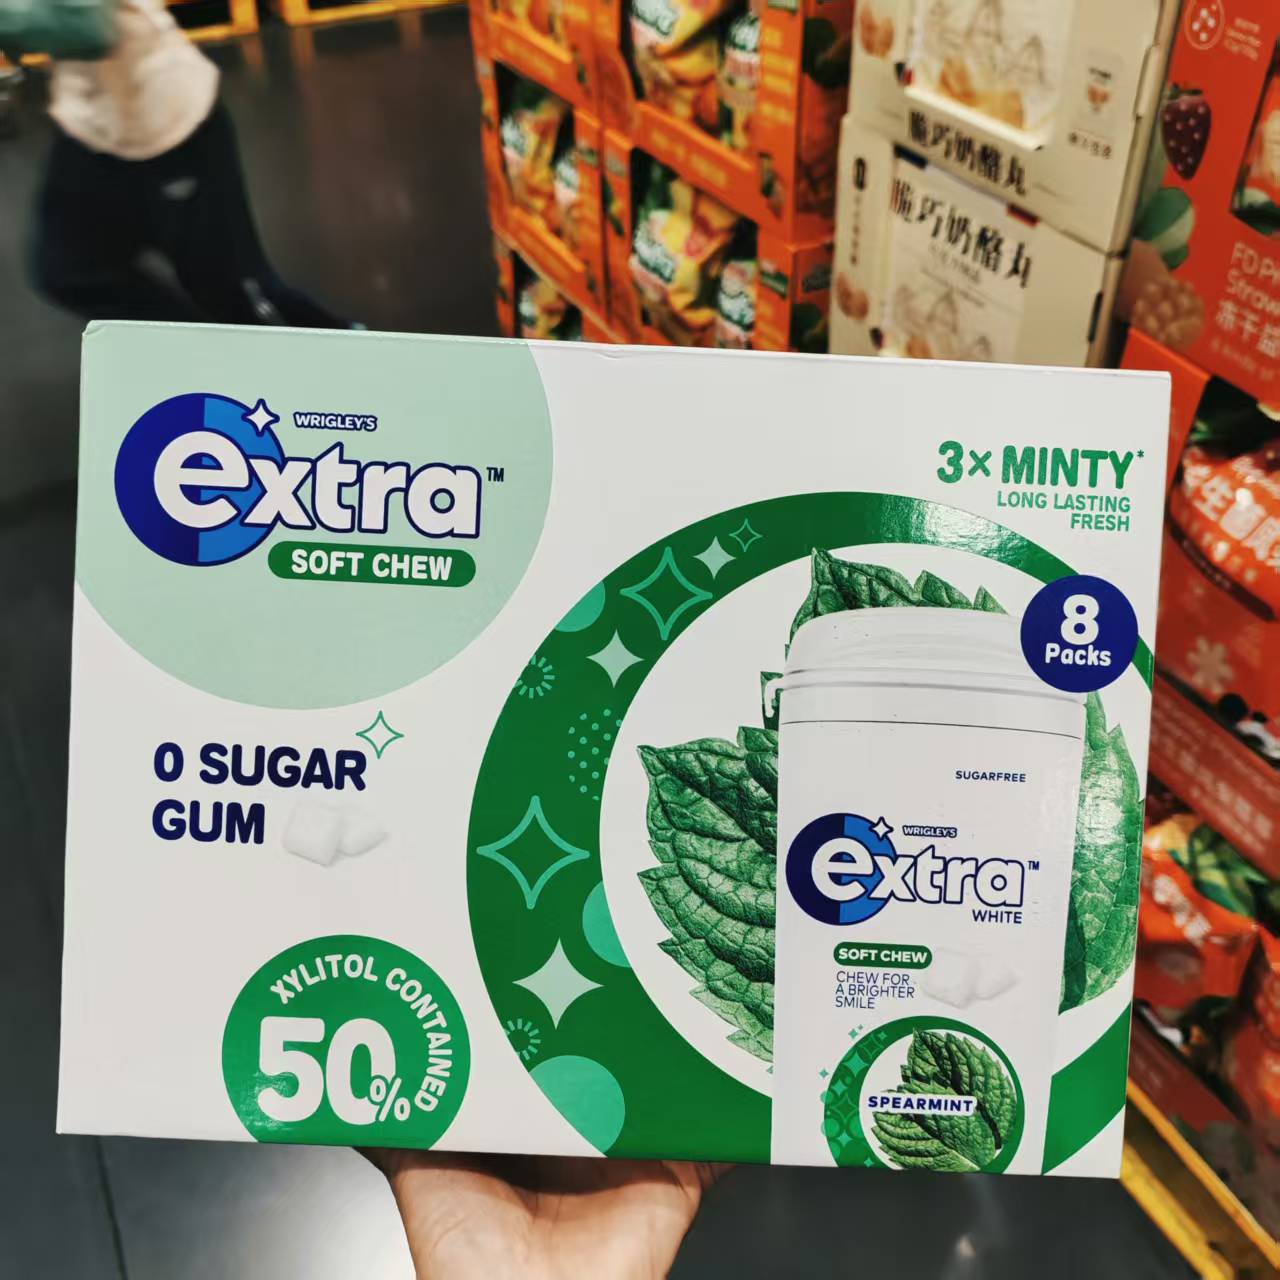 WRIGLEY'S
extra™
SOFT CHEW
3× MINTY*
LONG LASTING
FRESH
8
Packs
0 SUGAR
GUM
XYLITOL CONTAINED
50%
SUGARFREE
WRIGLEY'S
extra™
WHITE
SOFT CHEW
CHEW FOR
A BRIGHTER
SMILE
SPEARMINT
脆巧奶酪丸
脆巧奶酪丸